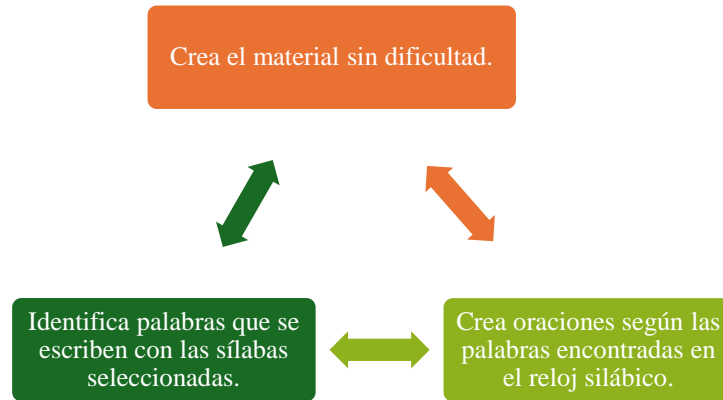 Crea el material sin dificultad.
Identifica palabras que se
escriben con las sílabas
seleccionadas.
Crea oraciones según las
palabras encontradas en
el reloj silábico.